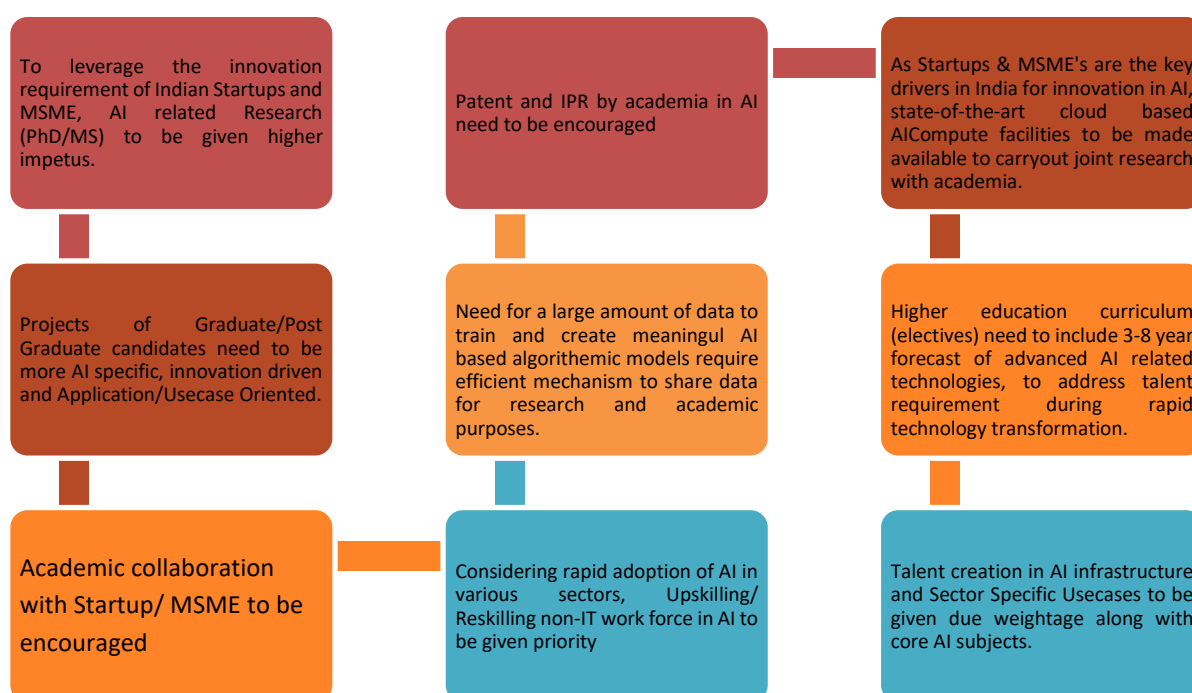 To leverage the innovation
requirement of Indian Startups and
MSME, AI related Research
(PhD/MS) to be given higher
impetus.
Projects of Graduate/Post
Graduate candidates need to be
more AI specific, innovation driven
and Application/Usecase Oriented.
Academic collaboration
with Startup/ MSME to be
encouraged
Considering rapid adoption of AI in
various sectors, Upskilling/
Reskilling non-IT work force in AI to
be given priority
Need for a large amount of data to
train and create meaningul AI
based algorithemic models require
efficient mechanism to share data
for research and academic
purposes.
Patent and IPR by academia in AI
need to be encouraged
As Startups & MSME's are the key
drivers in India for innovation in AI,
state-of-the-art cloud based
AICompute facilities to be made
available to carryout joint research
with academia.
Higher education curriculum
(electives) need to include 3-8 year
forecast of advanced AI related
technologies, to address talent
requirement during rapid
technology transformation.
Talent creation in AI infrastructure
and Sector Specific Usecases to be
given due weightage along with
core AI subjects.